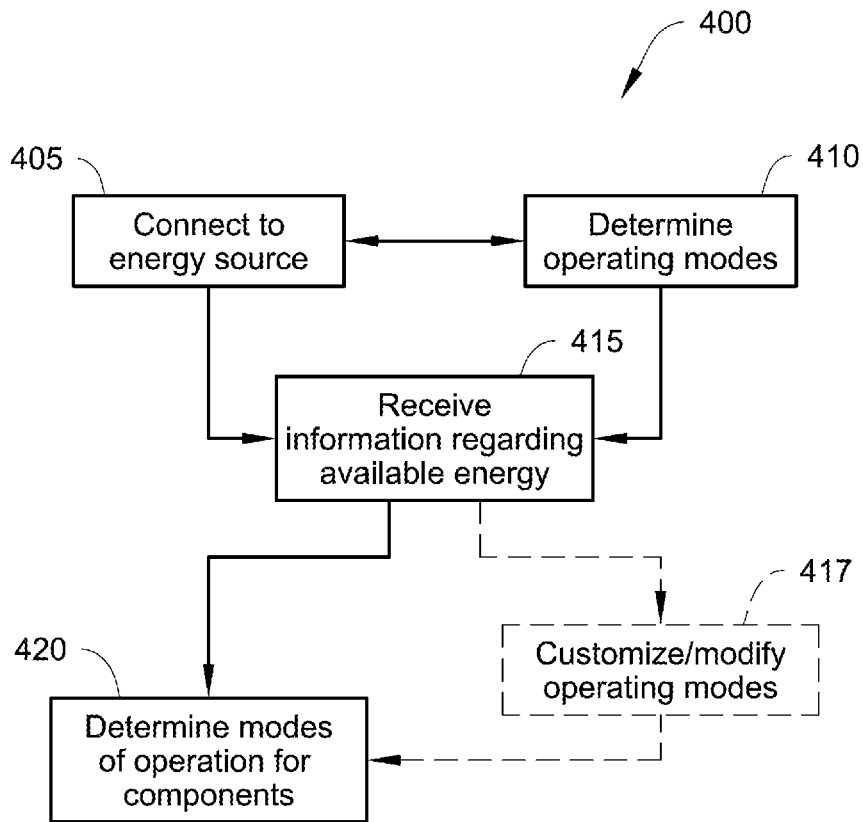 400
405
410
Connect to
energy source
Determine
operating modes
415
Receive
information regarding
available energy
417
Customize/modify
operating modes
420
Determine modes
of operation for
components